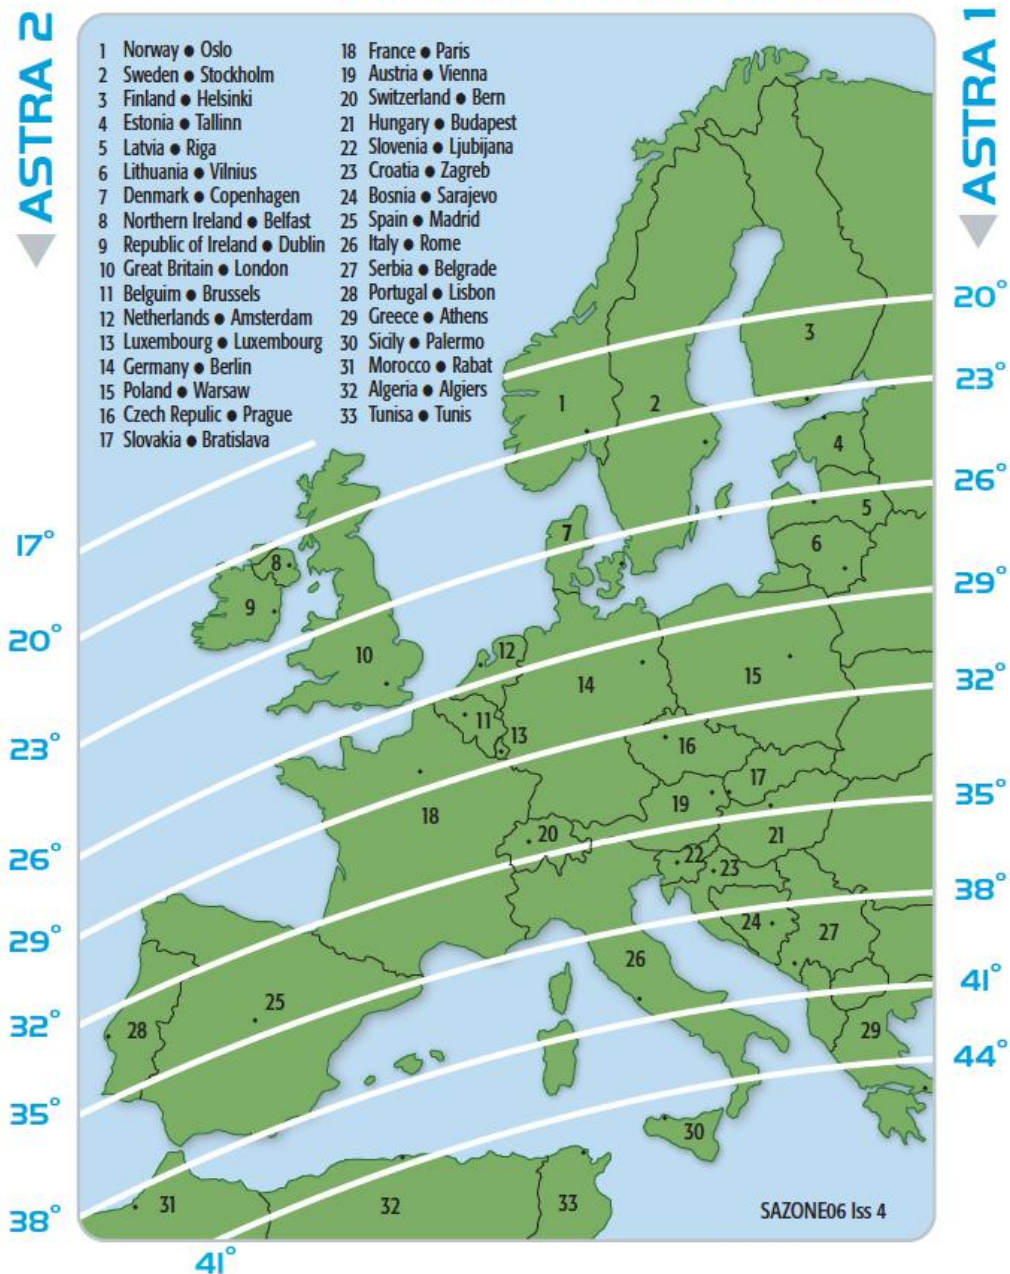 ASTRA 2
ASTRA 1
1 Norway ● Oslo
2 Sweden ● Stockholm
3 Finland ● Helsinki
4 Estonia ● Tallinn
5 Latvia ● Riga
6 Lithuania ● Vilnius
7 Denmark ● Copenhagen
8 Northern Ireland ● Belfast
9 Republic of Ireland ● Dublin
10 Great Britain ● London
11 Belguim ● Brussels
12 Netherlands ● Amsterdam
13 Luxembourg ● Luxembourg
14 Germany ● Berlin
15 Poland ● Warsaw
16 Czech Repulic ● Prague
17 Slovakia ● Bratislava
18 France ● Paris
19 Austria ● Vienna
20 Switzerland ● Bern
21 Hungary ● Budapest
22 Slovenia ● Ljubijana
23 Croatia ● Zagreb
24 Bosnia ● Sarajevo
25 Spain ● Madrid
26 Italy ● Rome
27 Serbia ● Belgrade
28 Portugal ● Lisbon
29 Greece ● Athens
30 Sicily ● Palermo
31 Morocco ● Rabat
32 Algeria ● Algiers
33 Tunisa ● Tunis
17°
20°
23°
26°
29°
32°
35°
38°
41°
20°
23°
26°
29°
32°
35°
38°
41°
44°
1
2
3
4
5
6
7
8
9
10
11
12
13
14
15
16
17
18
19
20
21
22
23
24
25
26
27
28
29
30
31
32
33
SAZONE06 Iss 4